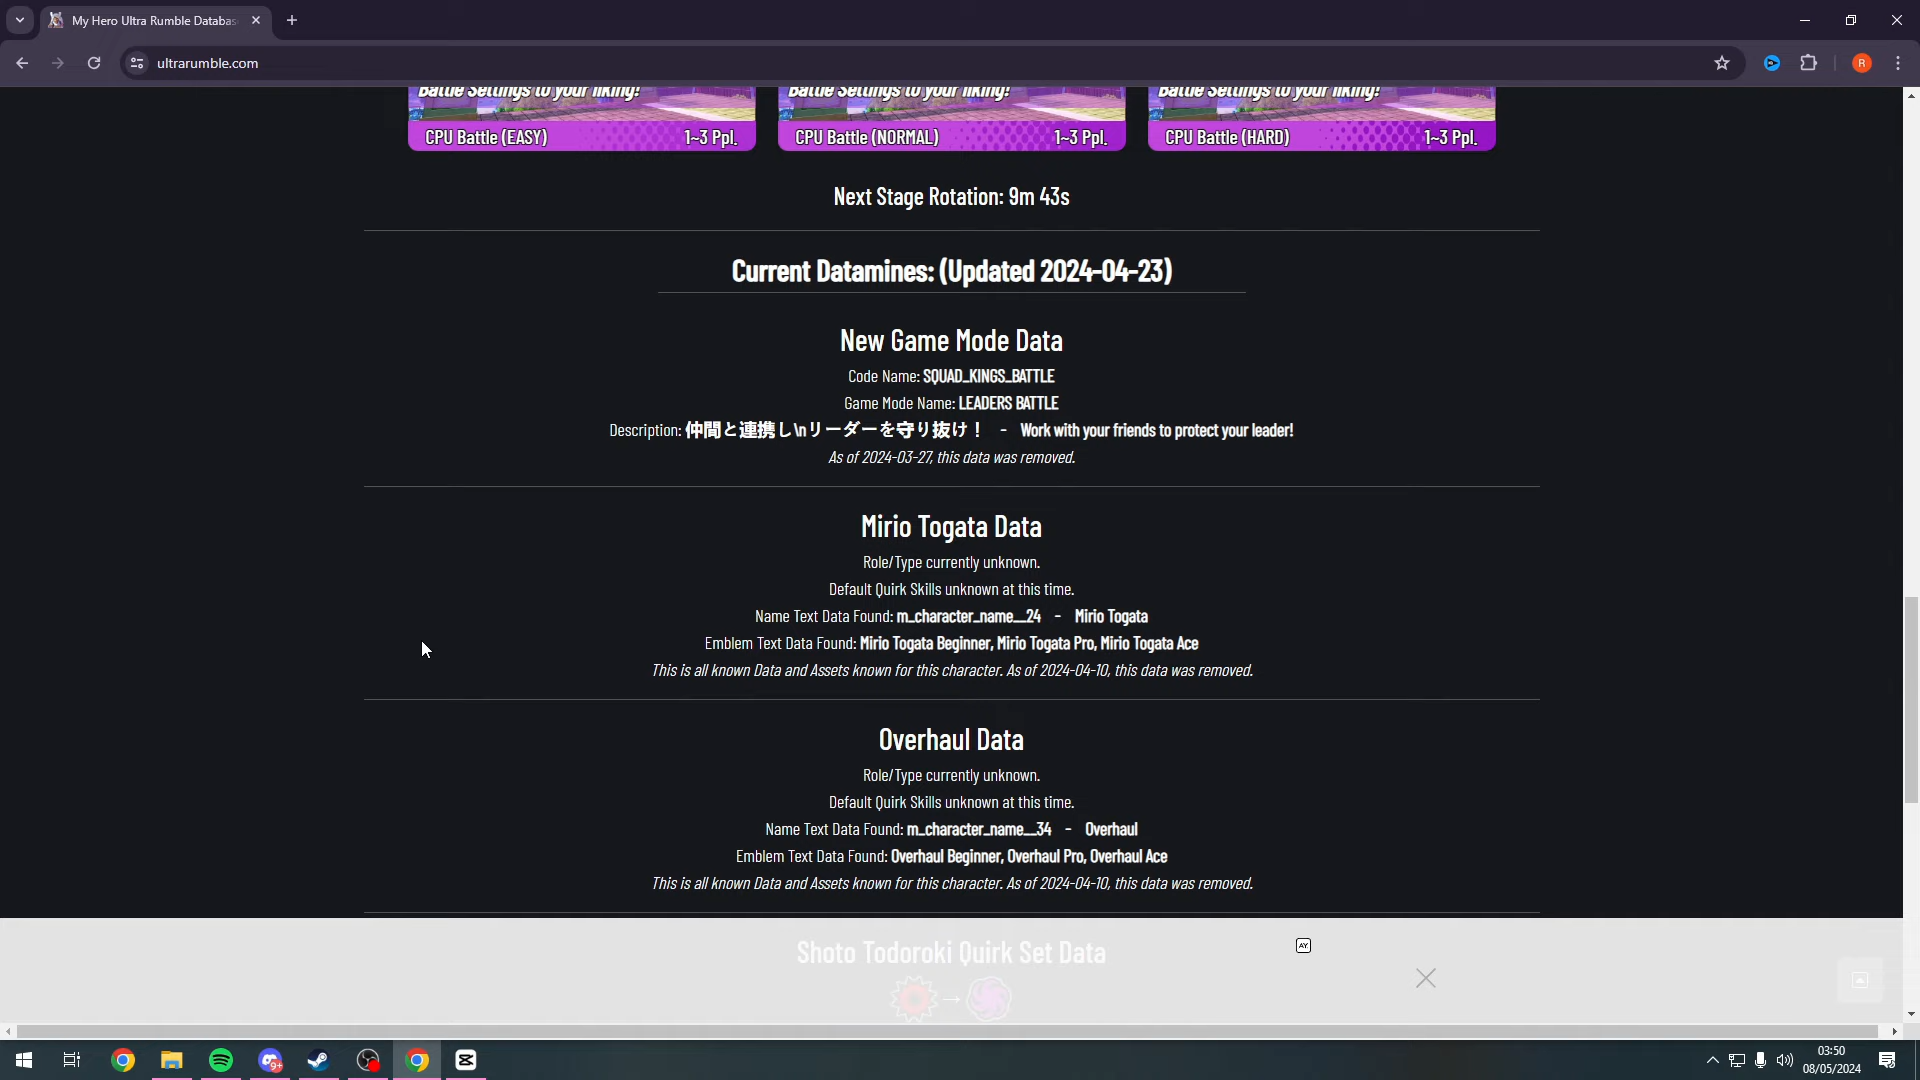 My Hero Ultra Rumble Databas
ultrarumble.com
R
Battle Settings to your liking!
Battle Settings to your liking!
Battle Settings to your liking!
CPU Battle (EASY) 1~3 Ppl.
CPU Battle (NORMAL) 1~3 Ppl.
CPU Battle (HARD) 1~3 Ppl.
Next Stage Rotation: 9m 43s
Current Datamines: (Updated 2024-04-23)
New Game Mode Data
Code Name: SQUAD_KINGS_BATTLE
Game Mode Name: LEADERS BATTLE
Description: 仲間と連携し\nリーダーを守り抜け！ - Work with your friends to protect your leader!
As of 2024-03-27, this data was removed.
Mirio Togata Data
Role/Type currently unknown.
Default Quirk Skills unknown at this time.
Name Text Data Found: m_character_name__24 - Mirio Togata
Emblem Text Data Found: Mirio Togata Beginner, Mirio Togata Pro, Mirio Togata Ace
This is all known Data and Assets known for this character. As of 2024-04-10, this data was removed.
Overhaul Data
Role/Type currently unknown.
Default Quirk Skills unknown at this time.
Name Text Data Found: m_character_name__34 - Overhaul
Emblem Text Data Found: Overhaul Beginner, Overhaul Pro, Overhaul Ace
This is all known Data and Assets known for this character. As of 2024-04-10, this data was removed.
Shoto Todoroki Quirk Set Data
AY
9+
03:50
08/05/2024